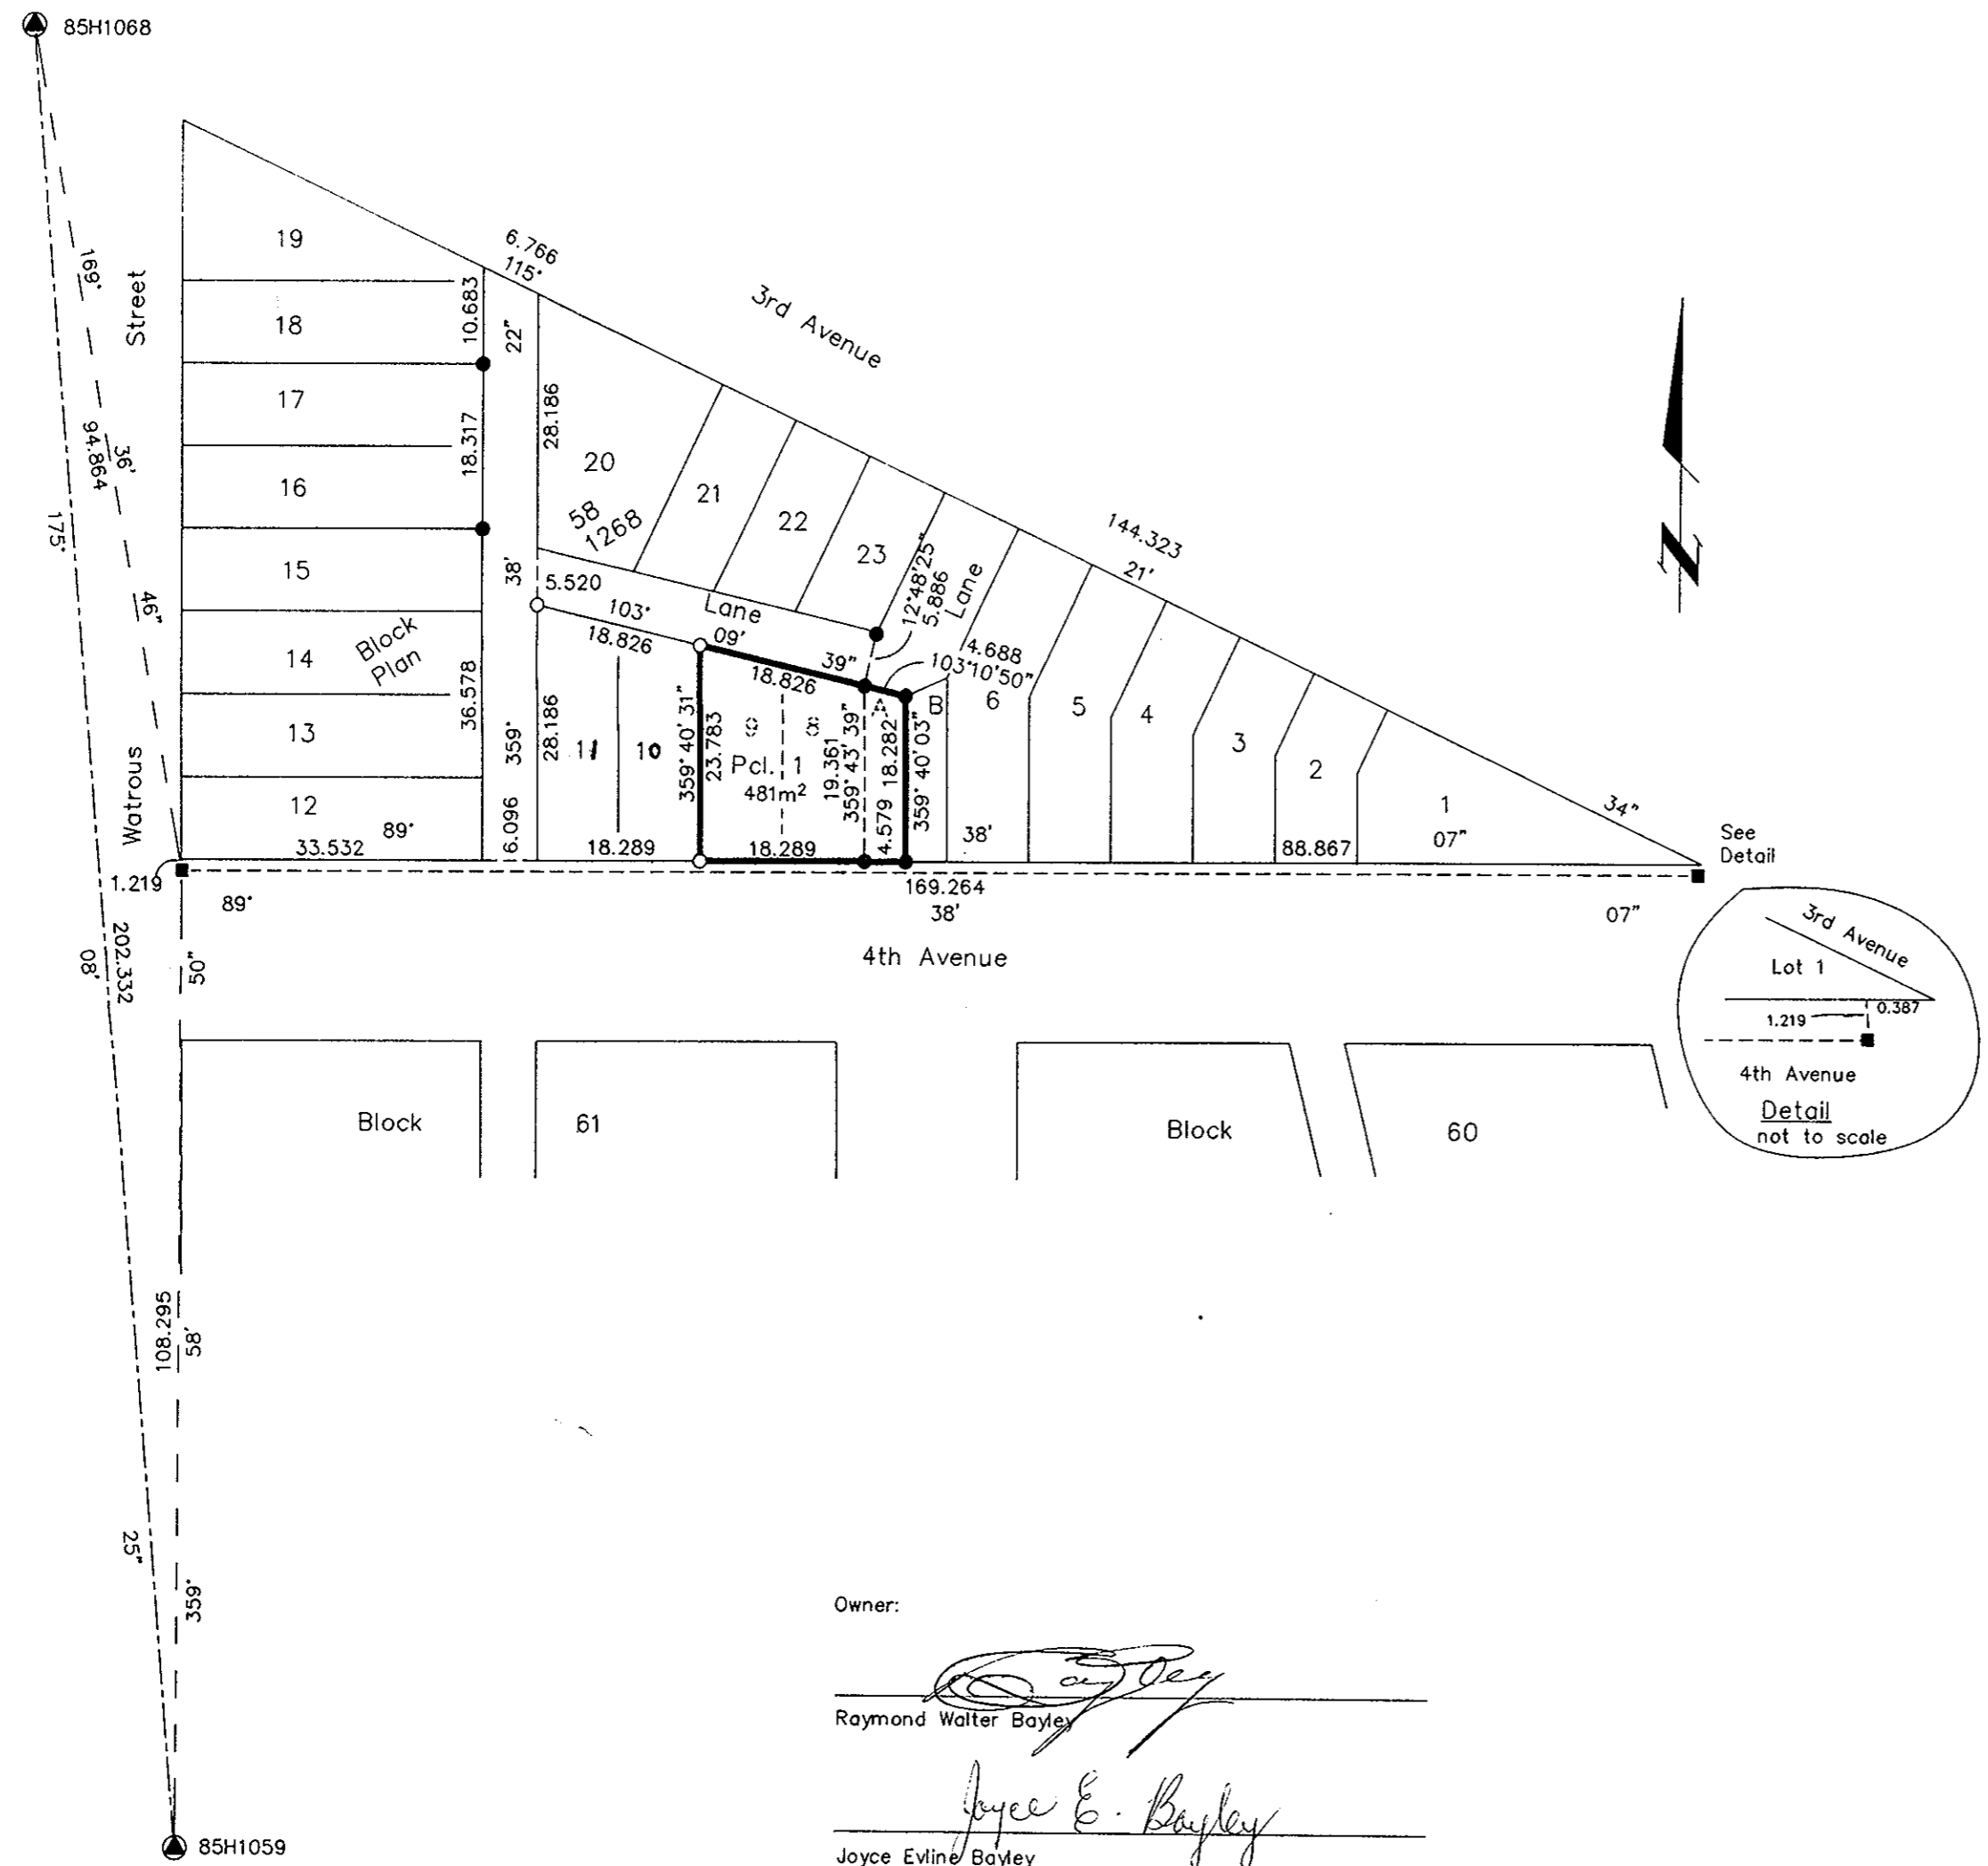 85H1068
19
18
17
16
15
14
13
12
Street
Watrous
169°
36'
46"
94.864
175°
08'
25"
202.332
6.766
115°
21'
34"
144.323
3rd Avenue
10.683
18.317
36.578
22"
38'
359°
6.096
28.186
20
58
1268
21
22
23
12°48'25"
5.886
Lane
5.520
103°
09'
39"
Lane
18.826
18.826
4.688
103°10'50"
Block
Plan
28.186
11
10
359° 40' 31"
23.783
9
8
Pcl. 1
481m²
19.361
359° 43' 39"
A
18.282
4.579
359° 40' 03"
B
6
5
4
3
2
1
33.532
89°
18.289
18.289
38'
88.867
07"
See
Detail
1.219
89°
169.264
38'
07"
4th Avenue
50"
58'
359°
108.295
3rd Avenue
Lot 1
0.387
1.219
4th Avenue
Detail
not to scale
Block
61
Block
60
Owner:
Raymond Walter Bayley
Joyce E. Bayley
Joyce Evline Bayley
85H1059
N